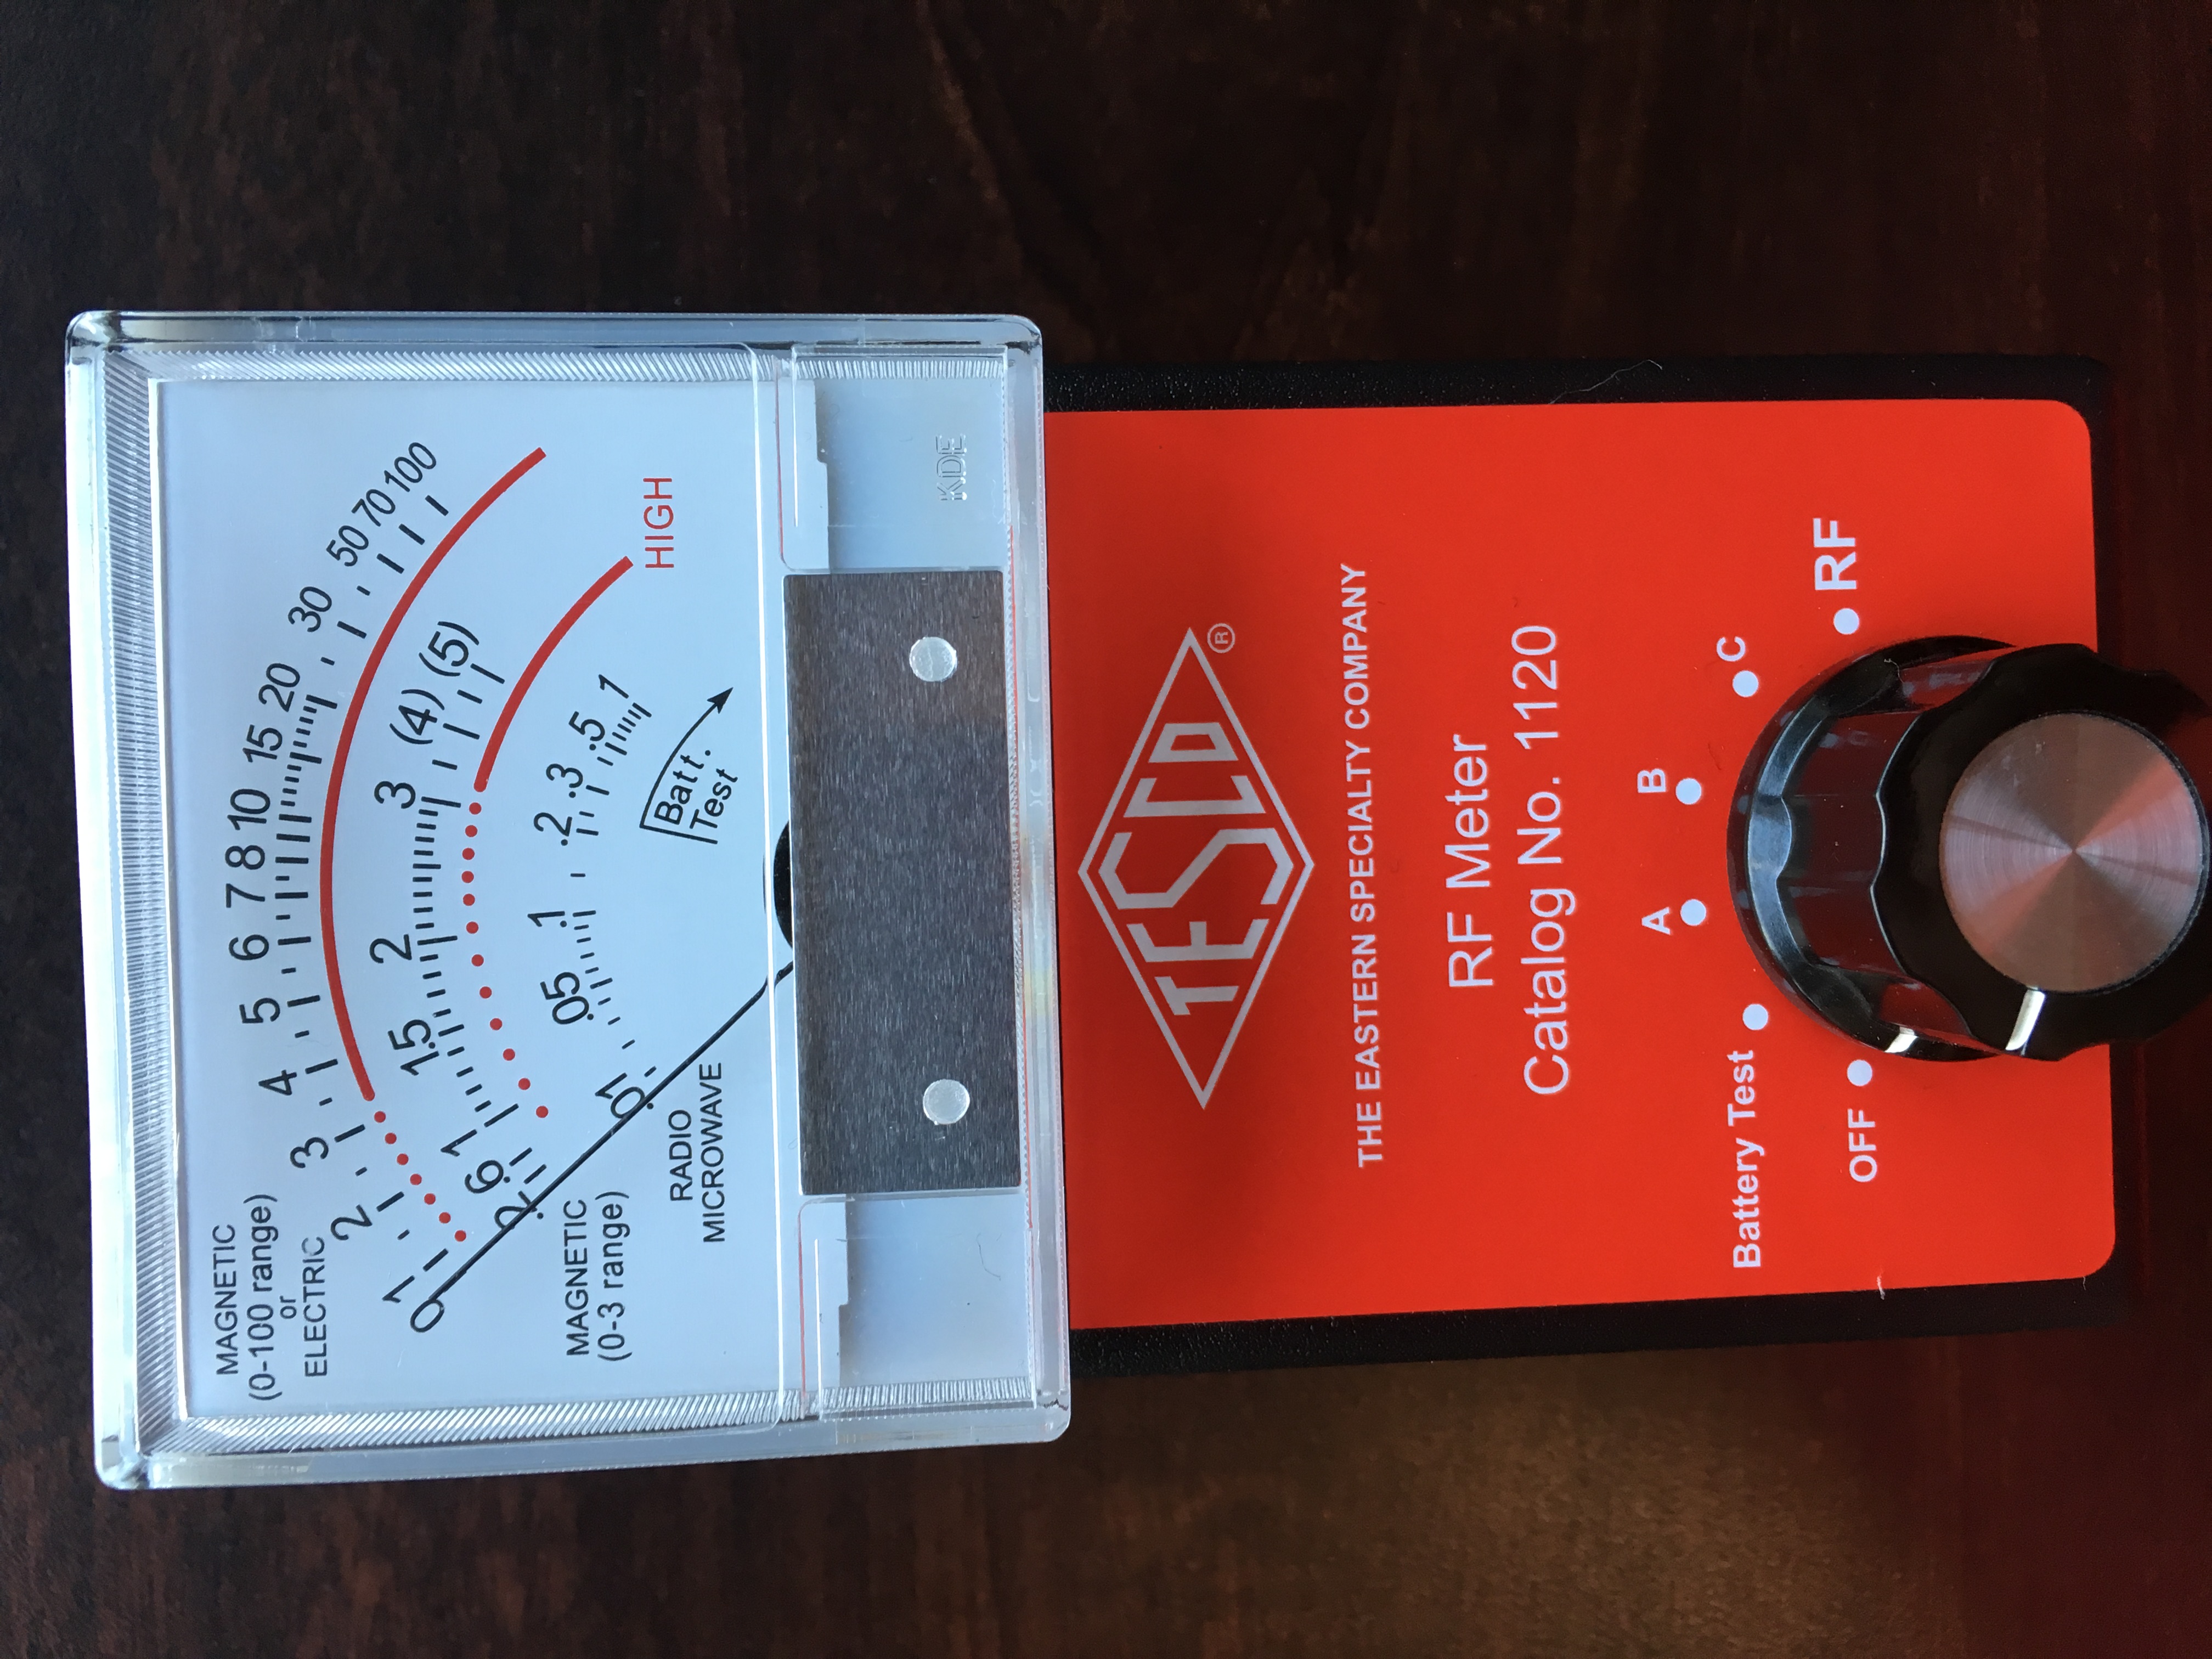 MAGNETIC
(0-100 range)
or
ELECTRIC
0 1 2 3 4 5 6 7 8 10 15 20 30 50 70 100
MAGNETIC
(0-3 range)
.2 .6 1 1.5 2 3 (4) (5)
HIGH
RADIO
MICROWAVE
.01 .05 .1 .2 .3 .5 1
Batt.
Test
KDE
TESCO®
THE EASTERN SPECIALTY COMPANY
RF Meter
Catalog No. 1120
A B C
Battery Test
OFF RF